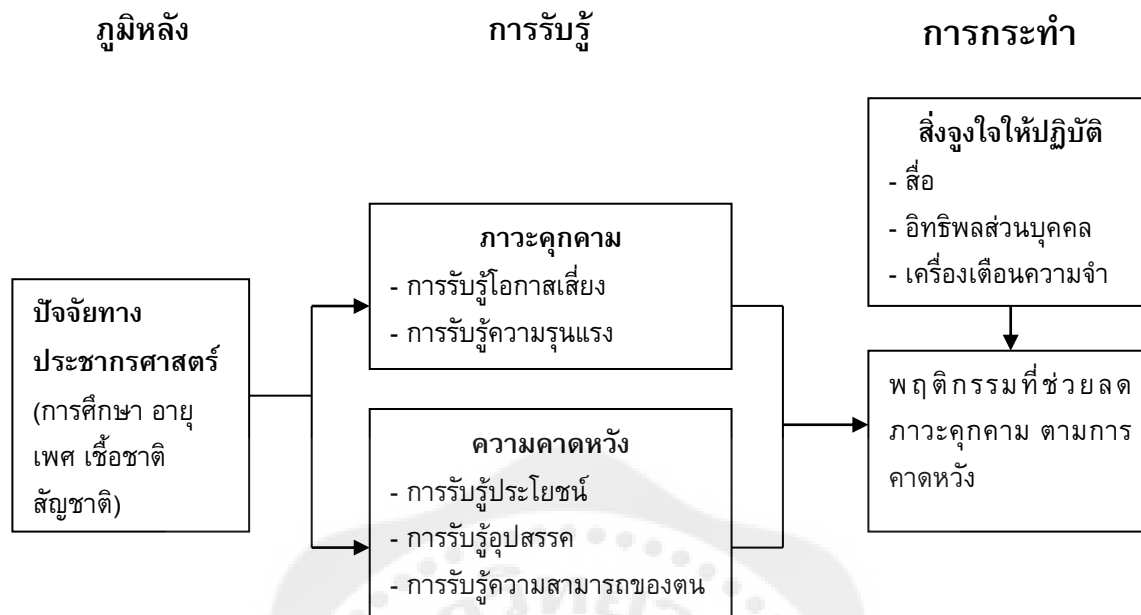 ภูมิหลัง
การรับรู้
การกระทำ
สิ่งจูงใจให้ปฏิบัติ
- สื่อ
- อิทธิพลส่วนบุคคล
- เครื่องเตือนความจำ
ภาวะคุกคาม
- การรับรู้โอกาสเสี่ยง
- การรับรู้ความรุนแรง
ปัจจัยทาง
ประชากรศาสตร์
(การศึกษา อายุ
เพศ เชื้อชาติ
สัญชาติ)
ความคาดหวัง
- การรับรู้ประโยชน์
- การรับรู้อุปสรรค
- การรับรู้ความสามารถของตน
พฤติกรรมที่ช่วยลด
ภาวะคุกคาม ตามการ
คาดหวัง